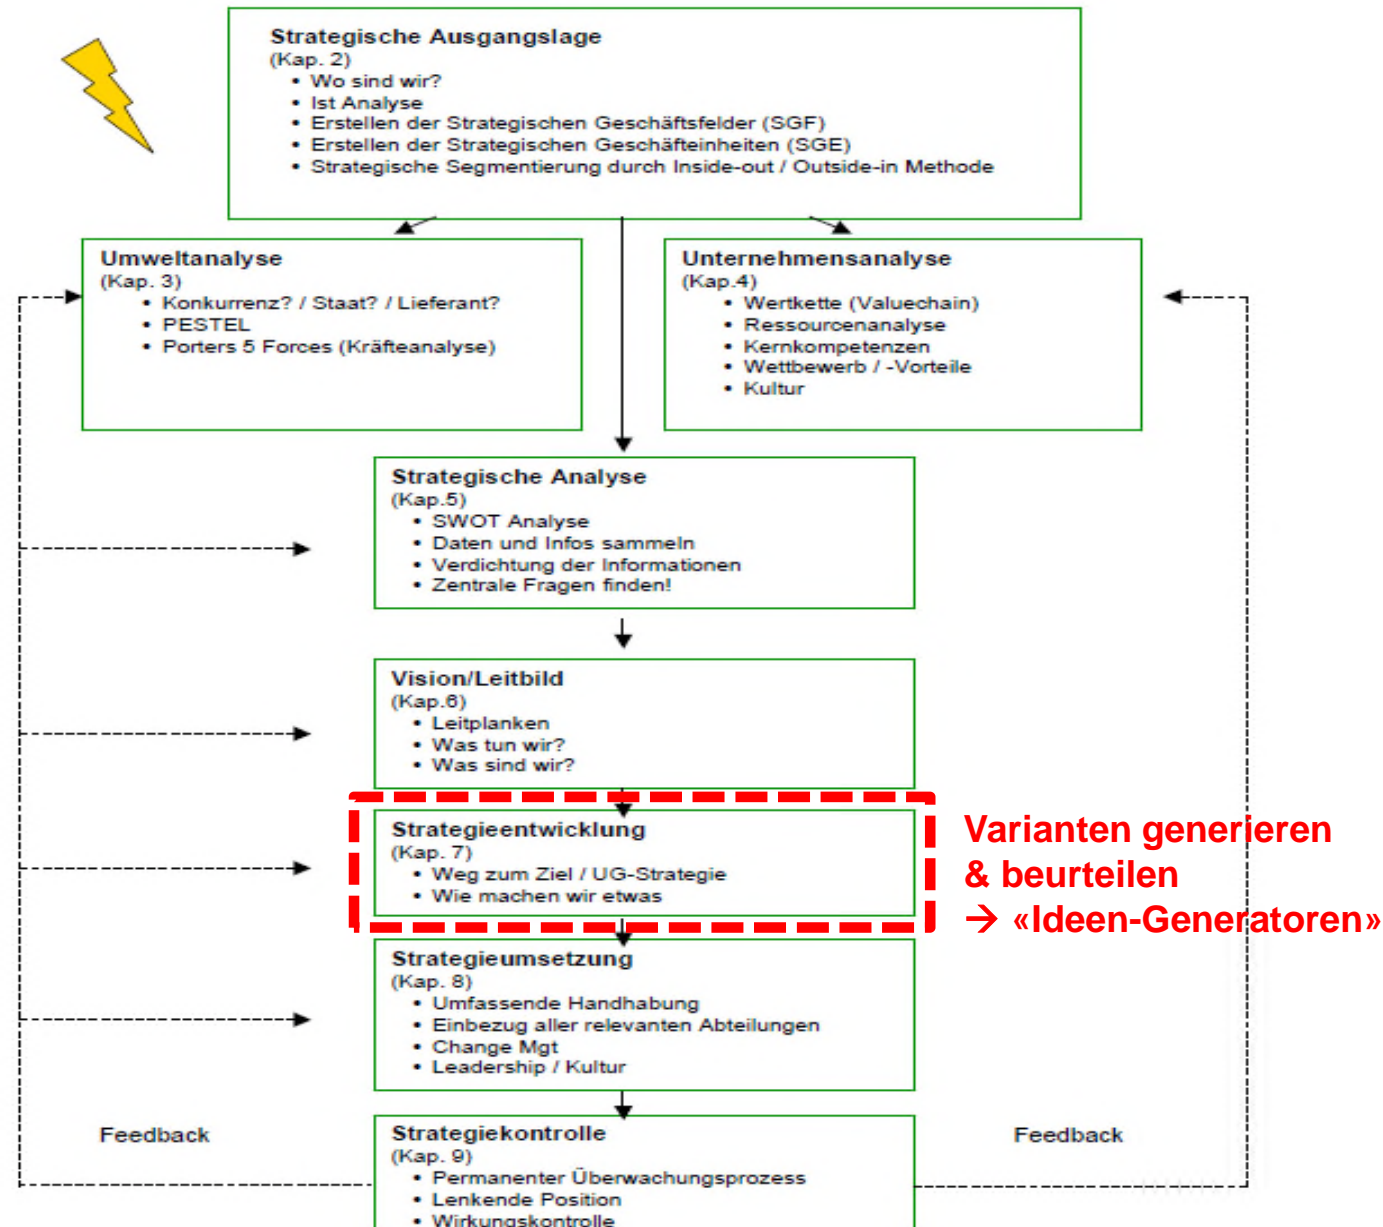 Strategische Ausgangslage
(Kap. 2)
• Wo sind wir?
• Ist Analyse
• Erstellen der Strategischen Geschäftsfelder (SGF)
• Erstellen der Strategischen Geschäfteinheiten (SGE)
• Strategische Segmentierung durch Inside-out / Outside-in Methode
Umweltanalyse
(Kap. 3)
• Konkurrenz? / Staat? / Lieferant?
• PESTEL
• Porters 5 Forces (Kräfteanalyse)
Unternehmensanalyse
(Kap.4)
• Wertkette (Valuechain)
• Ressourcenanalyse
• Kernkompetenzen
• Wettbewerb / -Vorteile
• Kultur
Strategische Analyse
(Kap.5)
• SWOT Analyse
• Daten und Infos sammeln
• Verdichtung der Informationen
• Zentrale Fragen finden!
Vision/Leitbild
(Kap.6)
• Leitplanken
• Was tun wir?
• Was sind wir?
Strategieentwicklung
(Kap. 7)
• Weg zum Ziel / UG-Strategie
• Wie machen wir etwas
Varianten generieren
& beurteilen
→ «Ideen-Generatoren»
Strategieumsetzung
(Kap. 8)
• Umfassende Handhabung
• Einbezug aller relevanten Abteilungen
• Change Mgt
• Leadership / Kultur
Feedback
Strategiekontrolle
(Kap. 9)
• Permanenter Überwachungsprozess
• Lenkende Position
• Wirkungskontrolle
Feedback